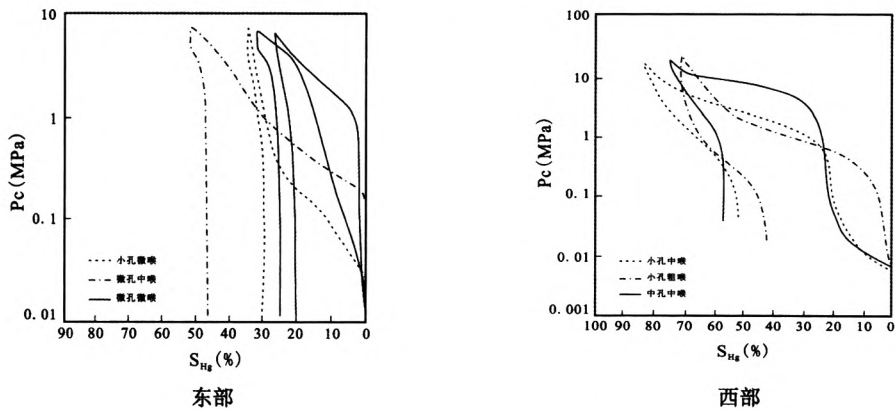 10
1
0.1
0.01
Pc(MPa)
小孔微喉
微孔中喉
微孔微喉
90 80 70 60 50 40 30 20 10 0
S_Hg(%)
东部
100
10
1
0.1
0.01
0.001
Pc(MPa)
小孔中喉
小孔粗喉
中孔中喉
100 90 80 70 60 50 40 30 20 10 0
S_Hg(%)
西部